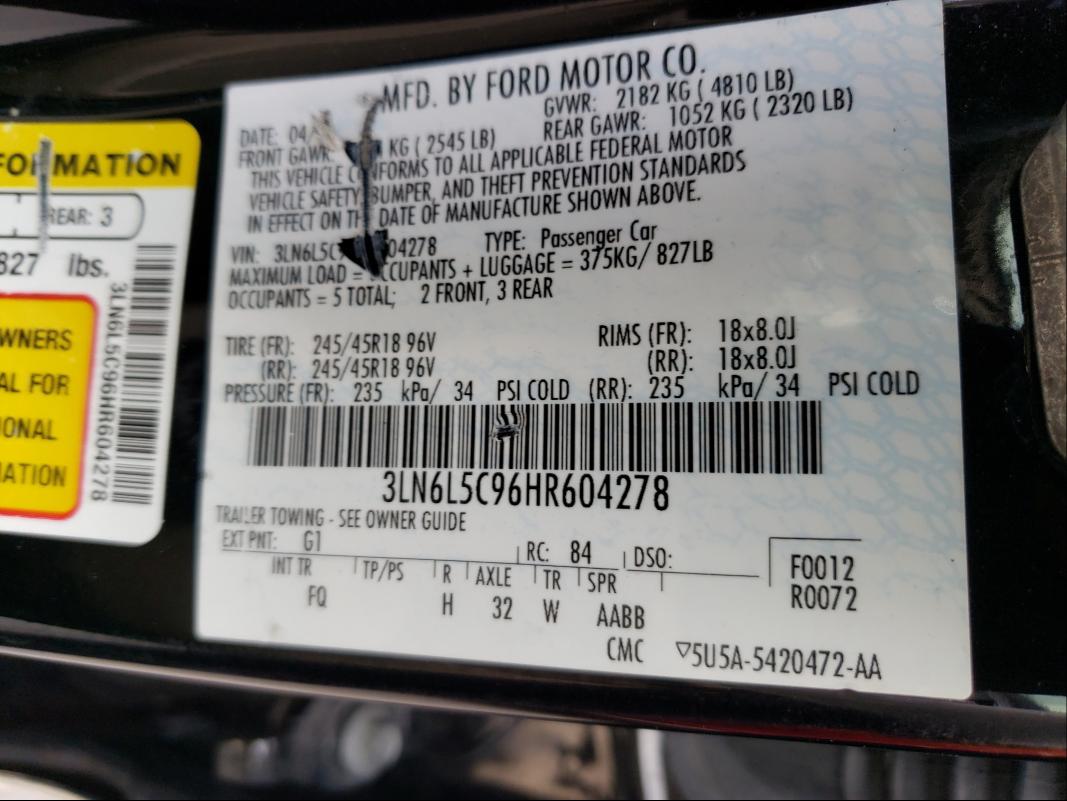 MFD. BY FORD MOTOR CO.
DATE: 04/ GVWR: 2182 KG ( 4810 LB)
FRONT GAWR: KG ( 2545 LB) REAR GAWR: 1052 KG ( 2320 LB)
THIS VEHICLE CONFORMS TO ALL APPLICABLE FEDERAL MOTOR
VEHICLE SAFETY, BUMPER, AND THEFT PREVENTION STANDARDS
IN EFFECT ON THE DATE OF MANUFACTURE SHOWN ABOVE.
VIN: 3LN6L5C 604278 TYPE: Passenger Car
MAXIMUM LOAD = OCCUPANTS + LUGGAGE = 375KG/ 827LB
OCCUPANTS = 5 TOTAL; 2 FRONT, 3 REAR
TIRE (FR): 245/45R18 96V RIMS (FR): 18x8.0J
(RR): 245/45R18 96V (RR): 18x8.0J
PRESSURE (FR): 235 kPa/ 34 PSI COLD (RR): 235 kPa/ 34 PSI COLD
3LN6L5C96HR604278
TRAILER TOWING - SEE OWNER GUIDE
EXT PNT: G1 RC: 84 DSO:
INT TR TP/PS R AXLE TR SPR
FQ H 32 W AABB
F0012
R0072
CMC ▽5U5A-5420472-AA
FORMATION
REAR: 3
827 lbs.
WNERS
AL FOR
IONAL
MATION
3LN6L5C96HR604278